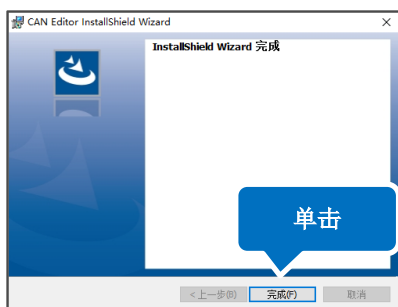 CAN Editor InstallShield Wizard
InstallShield Wizard 完成
单击
< 上一步(B) 完成(F) 取消